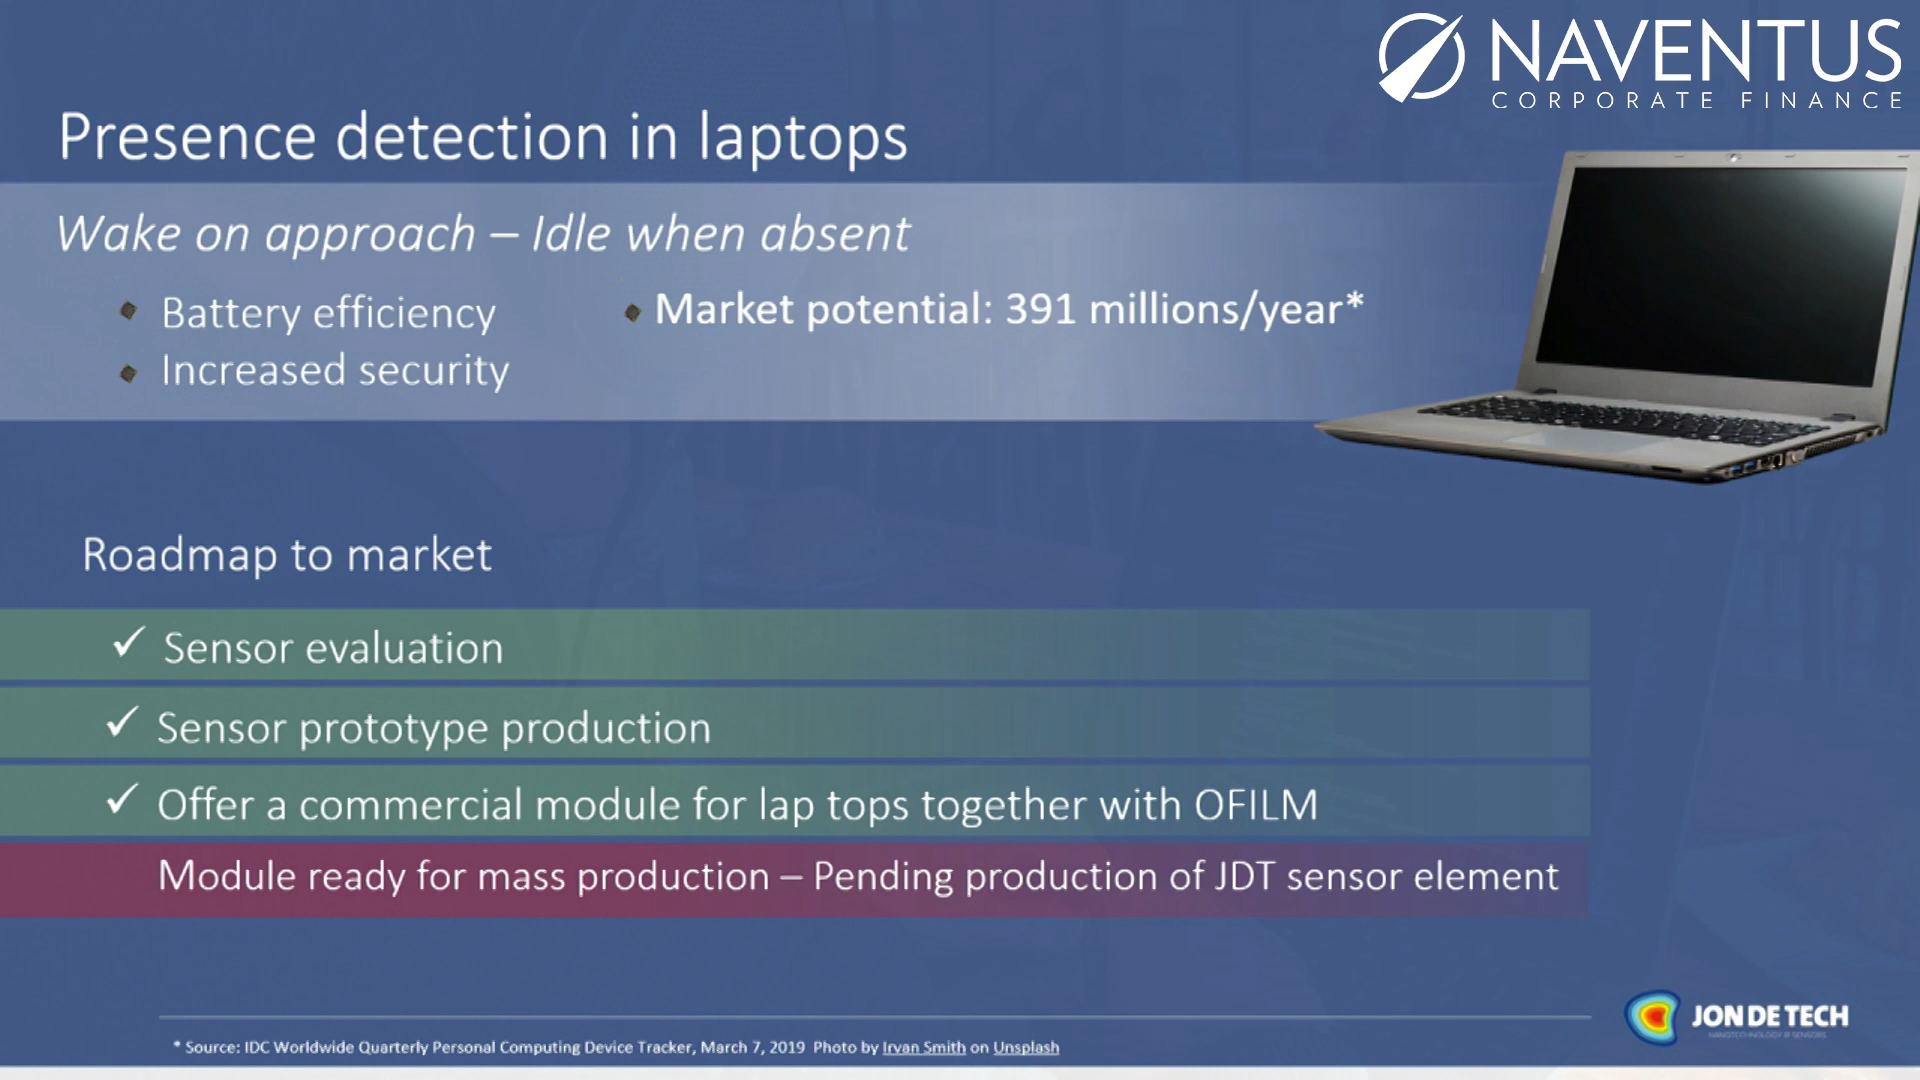 NAVENTUS
CORPORATE FINANCE
Presence detection in laptops
Wake on approach – Idle when absent
Battery efficiency
Increased security
Market potential: 391 millions/year*
Roadmap to market
✓ Sensor evaluation
✓ Sensor prototype production
✓ Offer a commercial module for lap tops together with OFILM
Module ready for mass production – Pending production of JDT sensor element
* Source: IDC Worldwide Quarterly Personal Computing Device Tracker, March 7, 2019 Photo by Irvan Smith on Unsplash
JONDETECH